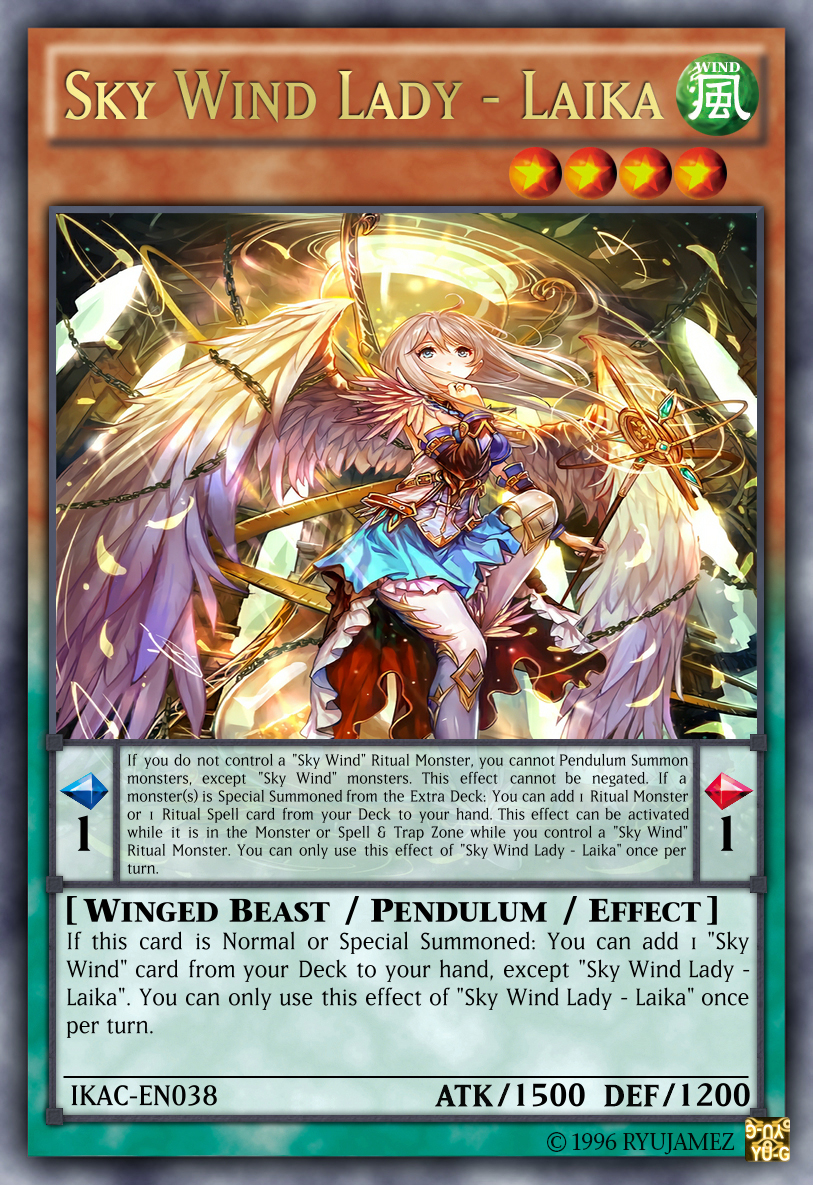 Sky Wind Lady - Laika
WIND
風
If you do not control a "Sky Wind" Ritual Monster, you cannot Pendulum Summon
monsters, except "Sky Wind" monsters. This effect cannot be negated. If a
monster(s) is Special Summoned from the Extra Deck: You can add 1 Ritual Monster
or 1 Ritual Spell card from your Deck to your hand. This effect can be activated
while it is in the Monster or Spell & Trap Zone while you control a "Sky Wind"
Ritual Monster. You can only use this effect of "Sky Wind Lady - Laika" once per
turn.
1
1
[ Winged Beast / Pendulum / Effect ]
If this card is Normal or Special Summoned: You can add 1 "Sky
Wind" card from your Deck to your hand, except "Sky Wind Lady -
Laika". You can only use this effect of "Sky Wind Lady - Laika" once
per turn.
IKAC-EN038
ATK/1500 DEF/1200
© 1996 RYUJAMEZ